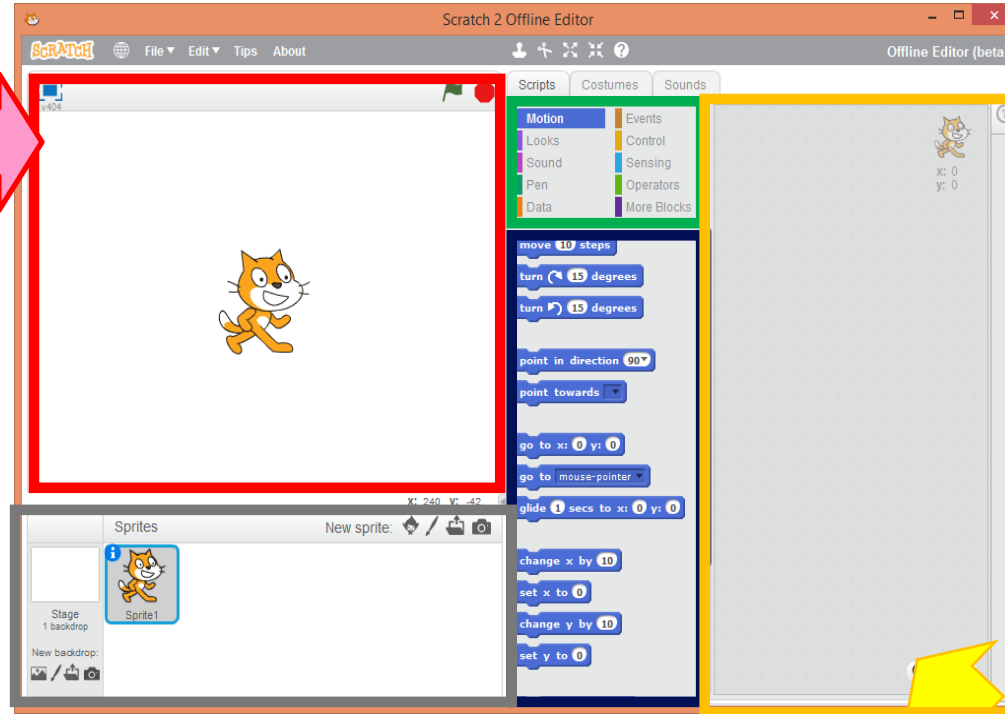 Scratch 2 Offline Editor
SCRATCH File Edit Tips About Offline Editor (beta
v404
Scripts Costumes Sounds
Motion Events
Looks Control
Sound Sensing
Pen Operators
Data More Blocks
x: 0
y: 0
move 10 steps
turn 15 degrees
turn 15 degrees
point in direction 90
point towards
go to x: 0 y: 0
go to mouse-pointer
glide 1 secs to x: 0 y: 0
change x by 10
set x to 0
change y by 10
set y to 0
X: 240 Y: -42
Sprites New sprite:
Stage
1 backdrop
Sprite1
New backdrop: